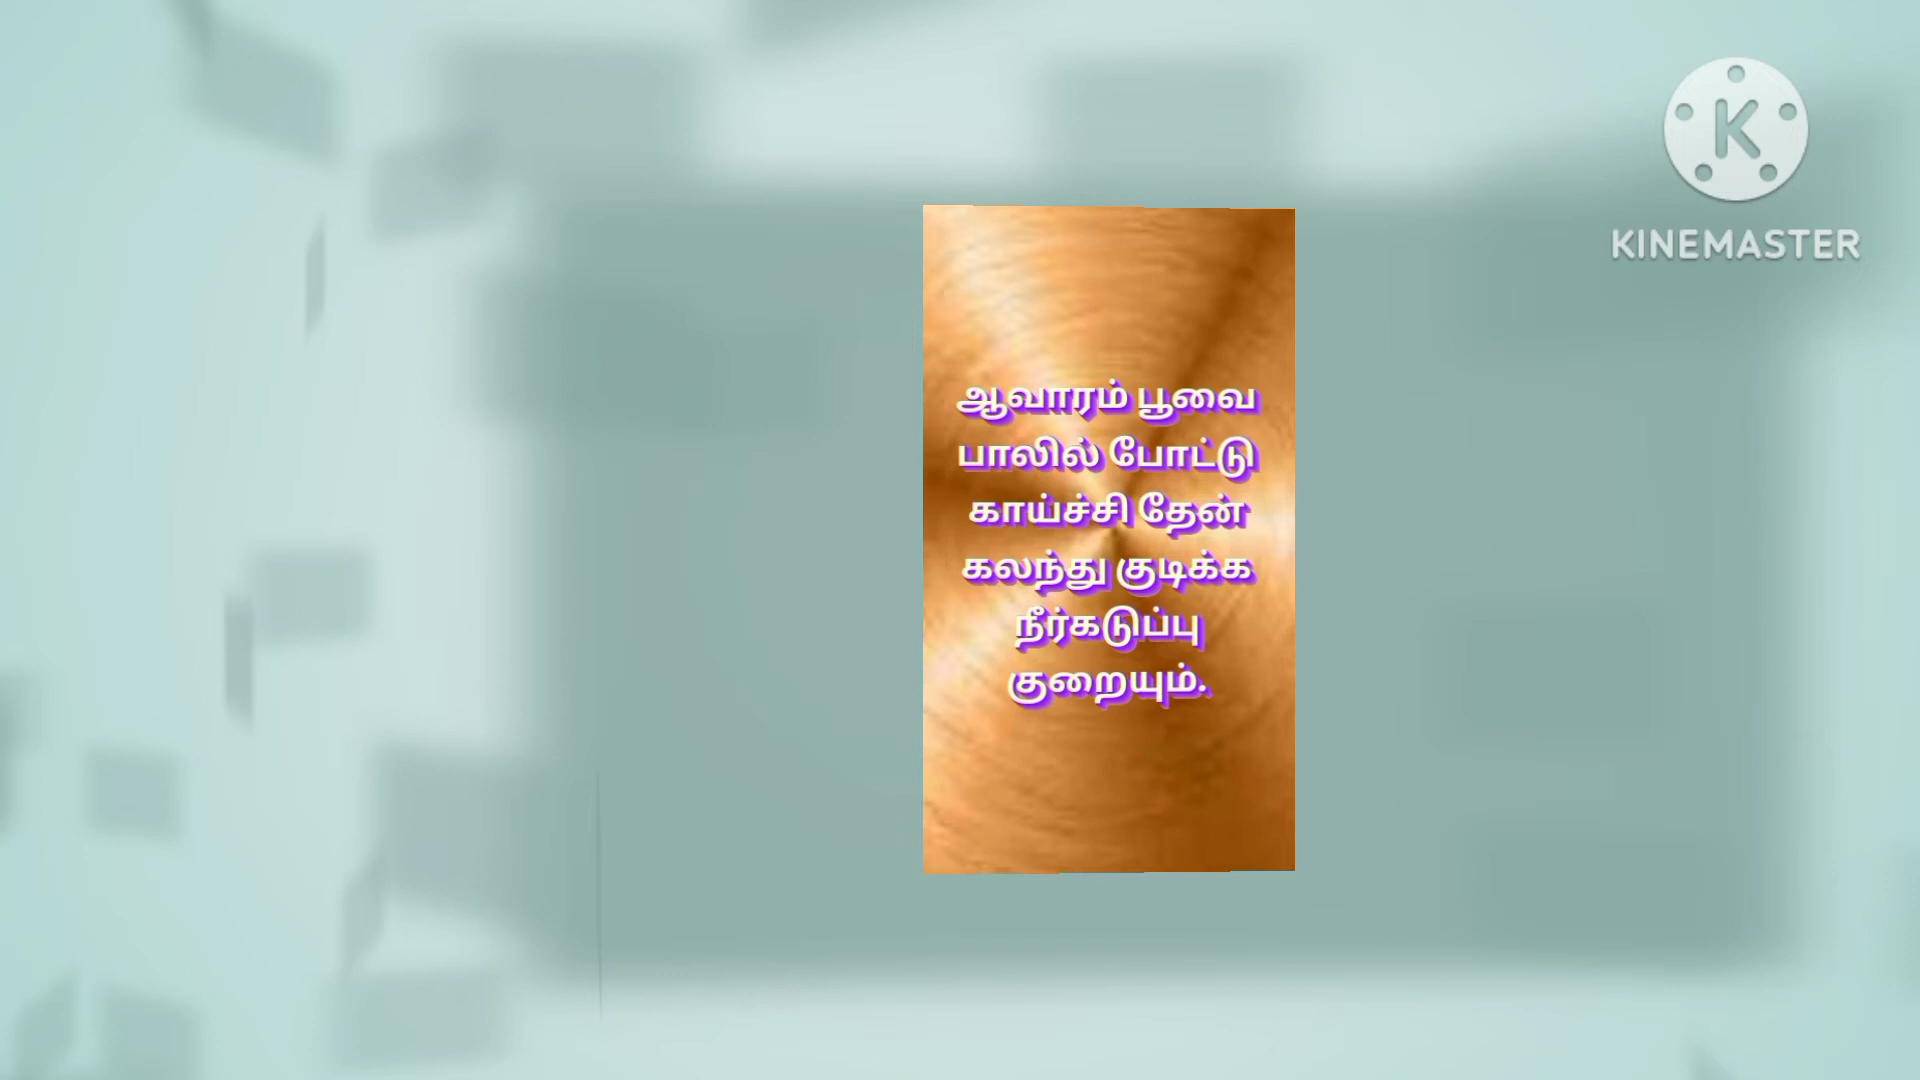 ஆவாரம் பூவை
பாலில் போட்டு
காய்ச்சி தேன்
கலந்து குடிக்க
நீர்கடுப்பு
குறையும்.
K
KINEMASTER